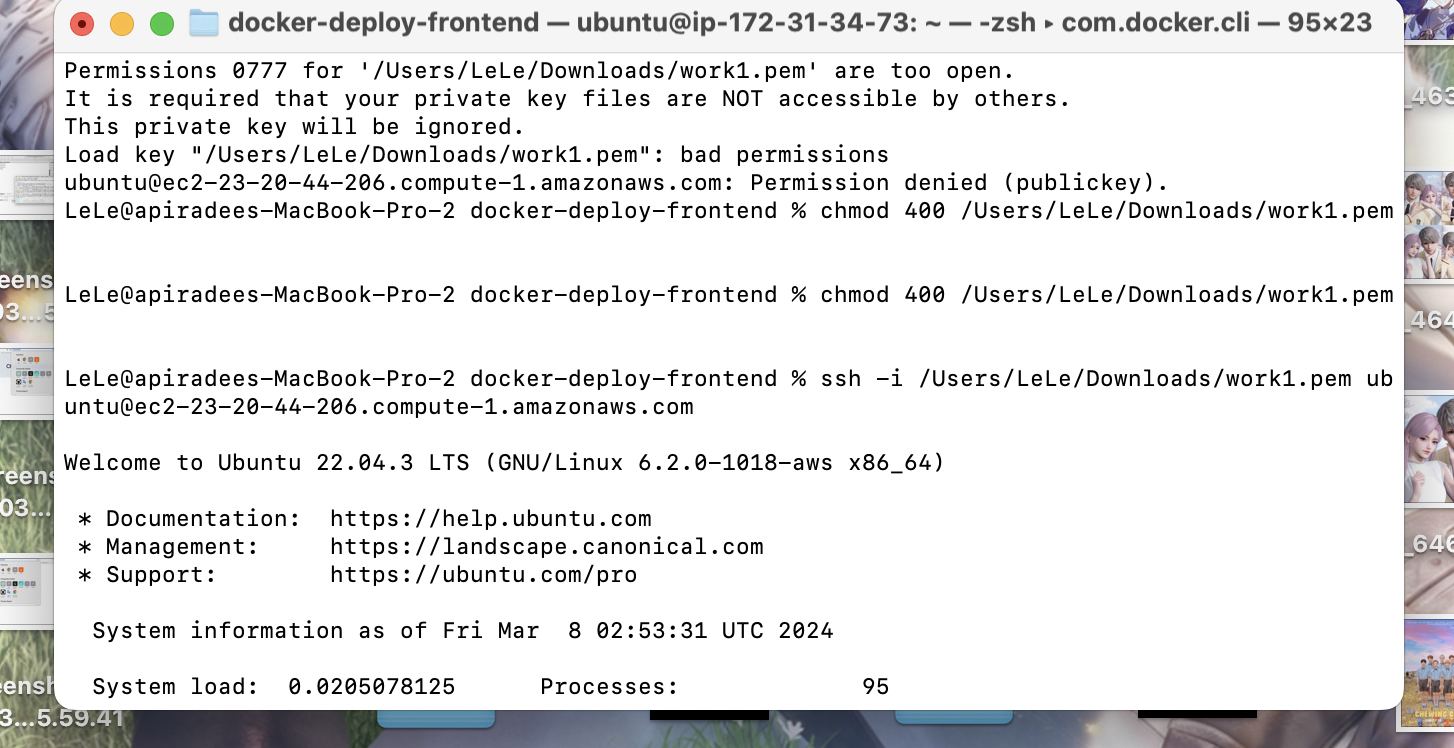 docker-deploy-frontend — ubuntu@ip-172-31-34-73: ~ — -zsh ▸ com.docker.cli — 95×23
Permissions 0777 for '/Users/LeLe/Downloads/work1.pem' are too open.
It is required that your private key files are NOT accessible by others.
This private key will be ignored.
Load key "/Users/LeLe/Downloads/work1.pem": bad permissions
ubuntu@ec2-23-20-44-206.compute-1.amazonaws.com: Permission denied (publickey).
LeLe@apiradees-MacBook-Pro-2 docker-deploy-frontend % chmod 400 /Users/LeLe/Downloads/work1.pem
LeLe@apiradees-MacBook-Pro-2 docker-deploy-frontend % chmod 400 /Users/LeLe/Downloads/work1.pem
LeLe@apiradees-MacBook-Pro-2 docker-deploy-frontend % ssh -i /Users/LeLe/Downloads/work1.pem ub
untu@ec2-23-20-44-206.compute-1.amazonaws.com
Welcome to Ubuntu 22.04.3 LTS (GNU/Linux 6.2.0-1018-aws x86_64)
* Documentation:  https://help.ubuntu.com
* Management:     https://landscape.canonical.com
* Support:        https://ubuntu.com/pro
System information as of Fri Mar  8 02:53:31 UTC 2024
System load:  0.0205078125      Processes:             95
eens
03...5
reens
03...
eensh
3...5.59.41
_463
_464
_646